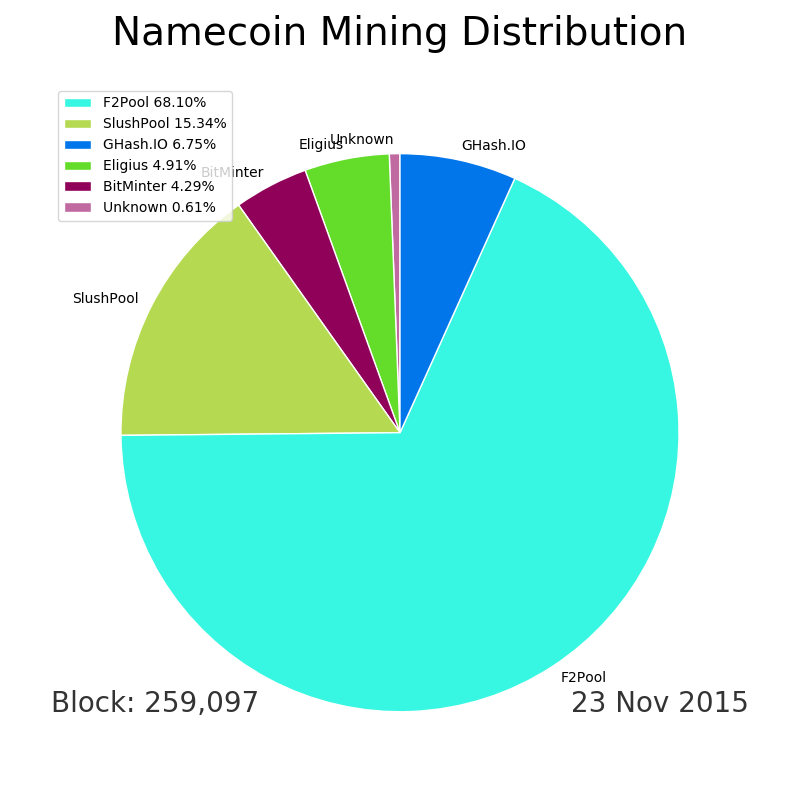 Namecoin Mining Distribution
F2Pool 68.10%
SlushPool 15.34%
GHash.IO 6.75%
Eligius 4.91%
BitMinter 4.29%
Unknown 0.61%
Unknown
Eligius
GHash.IO
BitMinter
SlushPool
F2Pool
Block: 259,097
23 Nov 2015